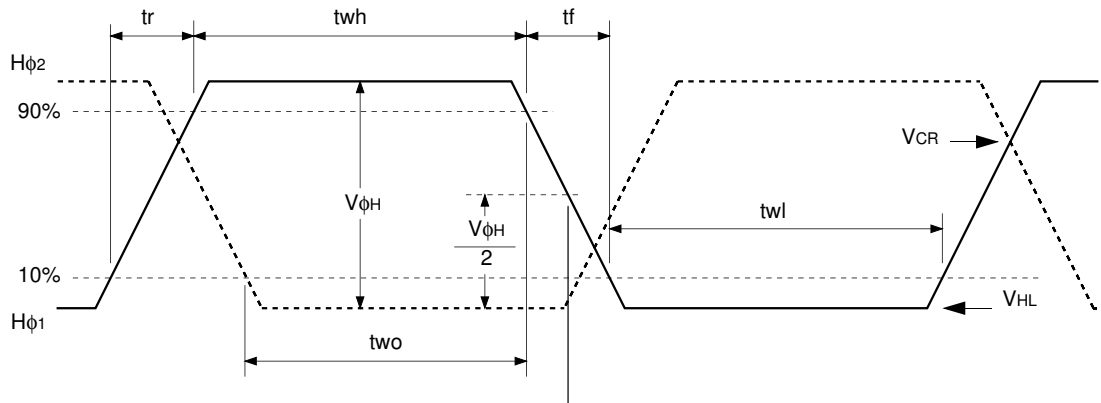 tr
twh
tf
Hϕ2
90%
VCR
VϕH
VϕH
2
twl
10%
VHL
Hϕ1
two